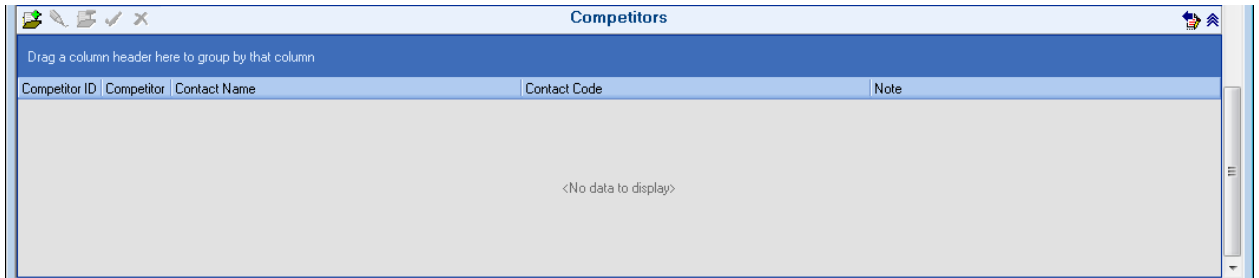 Competitors
Drag a column header here to group by that column
Competitor ID Competitor Contact Name Contact Code Note
<No data to display>